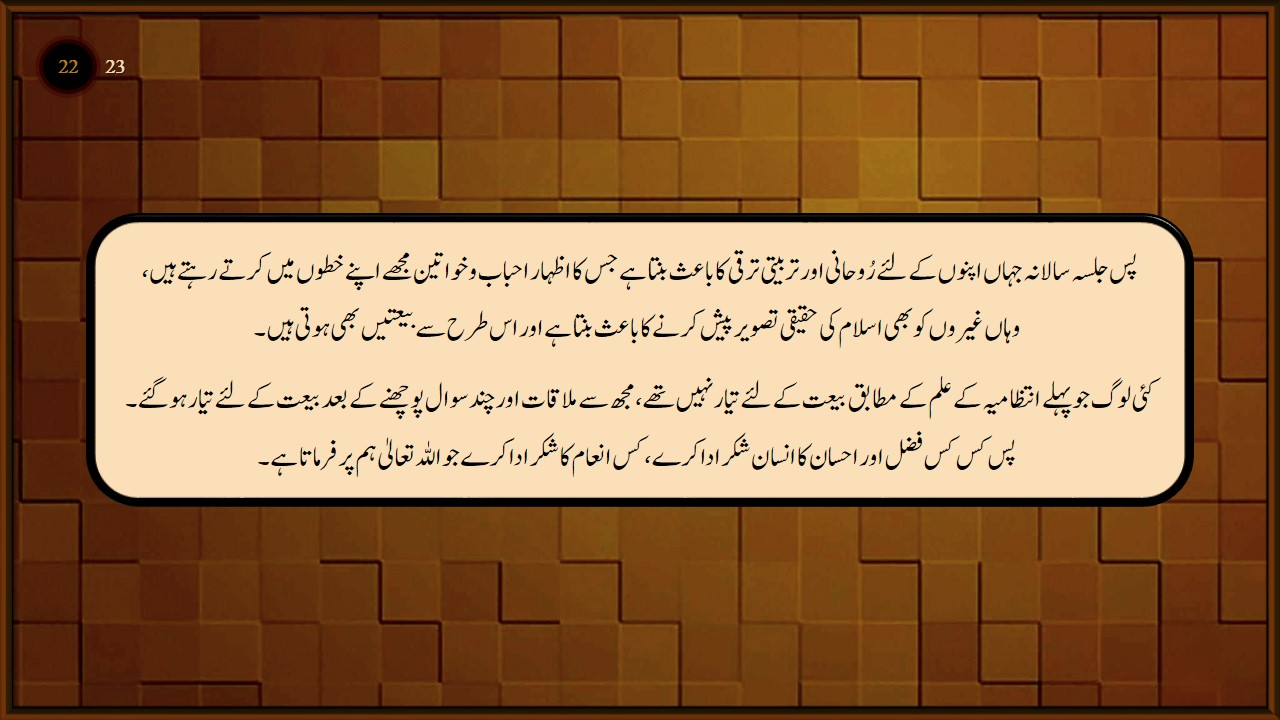 22 23
پس جلسہ سالانہ جہاں اپنوں کے لئے رُوحانی اور تربیتی ترقی کا باعث بنتا ہے جس کا اظہار احباب و خواتین مجھے اپنے خطوں میں کرتے رہتے ہیں،
وہاں غیروں کو بھی اسلام کی حقیقی تصویر پیش کرنے کا باعث بنتا ہے اور اس طرح سے بیعتیں بھی ہوتی ہیں۔
کئی لوگ جو پہلے انتظامیہ کے علم کے مطابق بیعت کے لئے تیار نہیں تھے، مجھ سے ملاقات اور چند سوال پوچھنے کے بعد بیعت کے لئے تیار ہو گئے۔
پس کس کس فضل اور احسان کا انسان شکر ادا کرے، کس انعام کا شکر ادا کرے جو اللہ تعالیٰ ہم پر فرماتا ہے۔